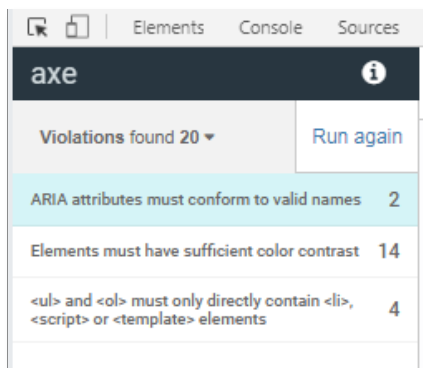 Elements Console Sources
axe
Violations found 20
Run again
ARIA attributes must conform to valid names 2
Elements must have sufficient color contrast 14
<ul> and <ol> must only directly contain <li>,
<script> or <template> elements 4